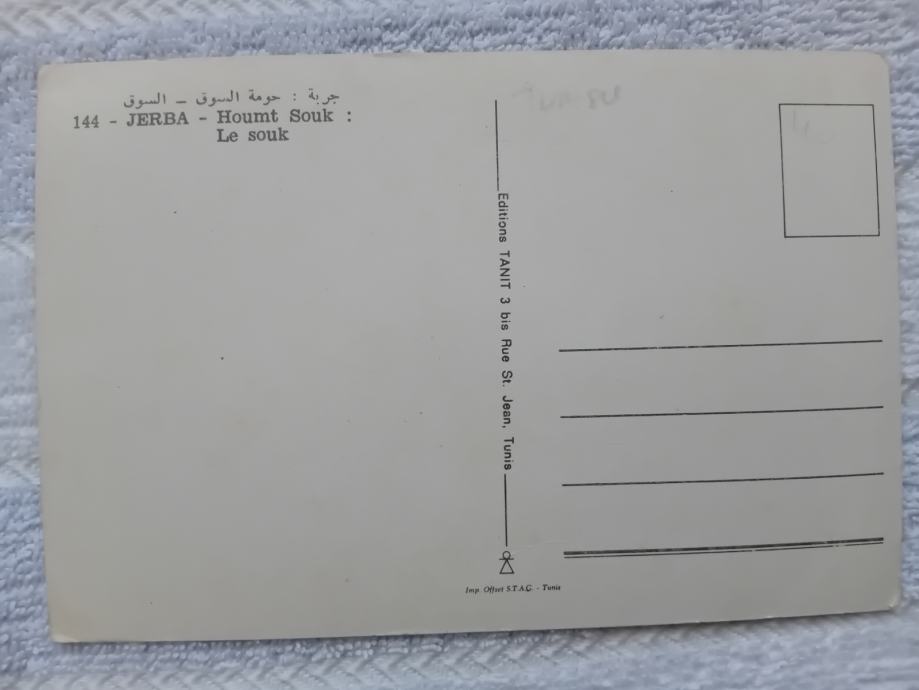 جربة : حومة السوق – السوق
144 - JERBA - Houmt Souk :
Le souk
Editions TANIT 3 bis Rue St. Jean, Tunis
Imp. Offset S.T.A.G. - Tunis